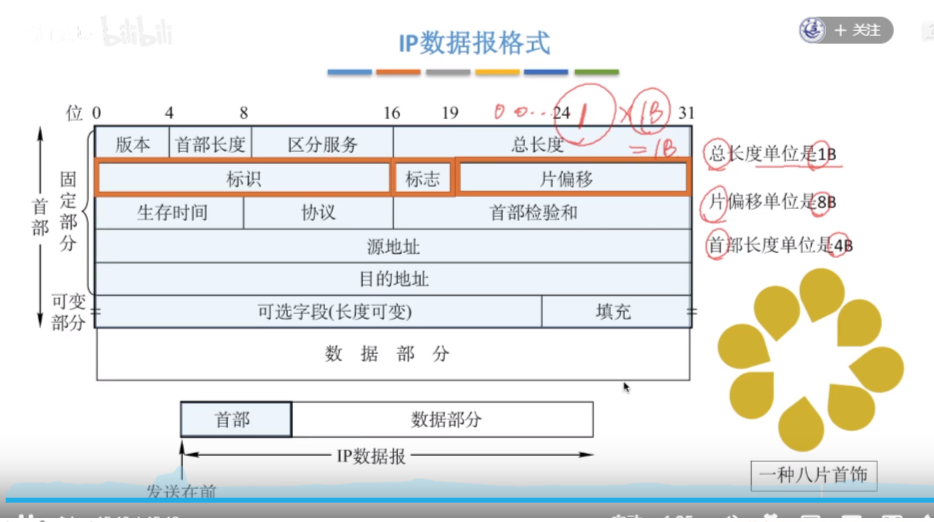 bilibili
+ 关注
IP数据报格式
位 0 4 8 16 19 24 31
0 0... 1 × 1B
= 1B
版本 首部长度 区分服务 总长度
标识 标志 片偏移
生存时间 协议 首部检验和
源地址
目的地址
可选字段(长度可变) 填充
数 据 部 分
首部
固定部分
可变部分
总长度单位是1B
片偏移单位是8B
首部长度单位是4B
首部 数据部分
IP数据报
发送在前
一种八片首饰